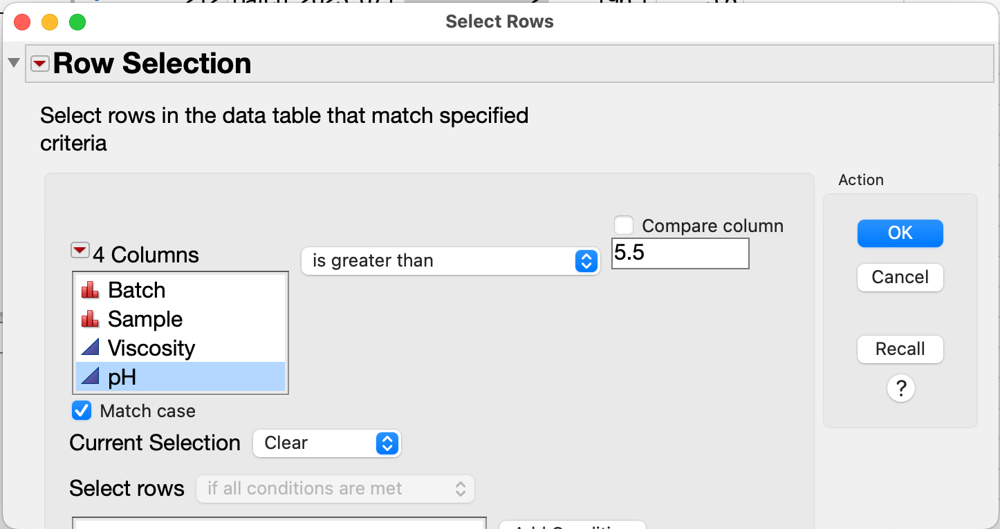 Select Rows
Row Selection
Select rows in the data table that match specified
criteria
Action
Compare column
OK
4 Columns
is greater than
5.5
Cancel
Batch
Sample
Viscosity
Recall
pH
?
Match case
Current Selection
Clear
Select rows
if all conditions are met